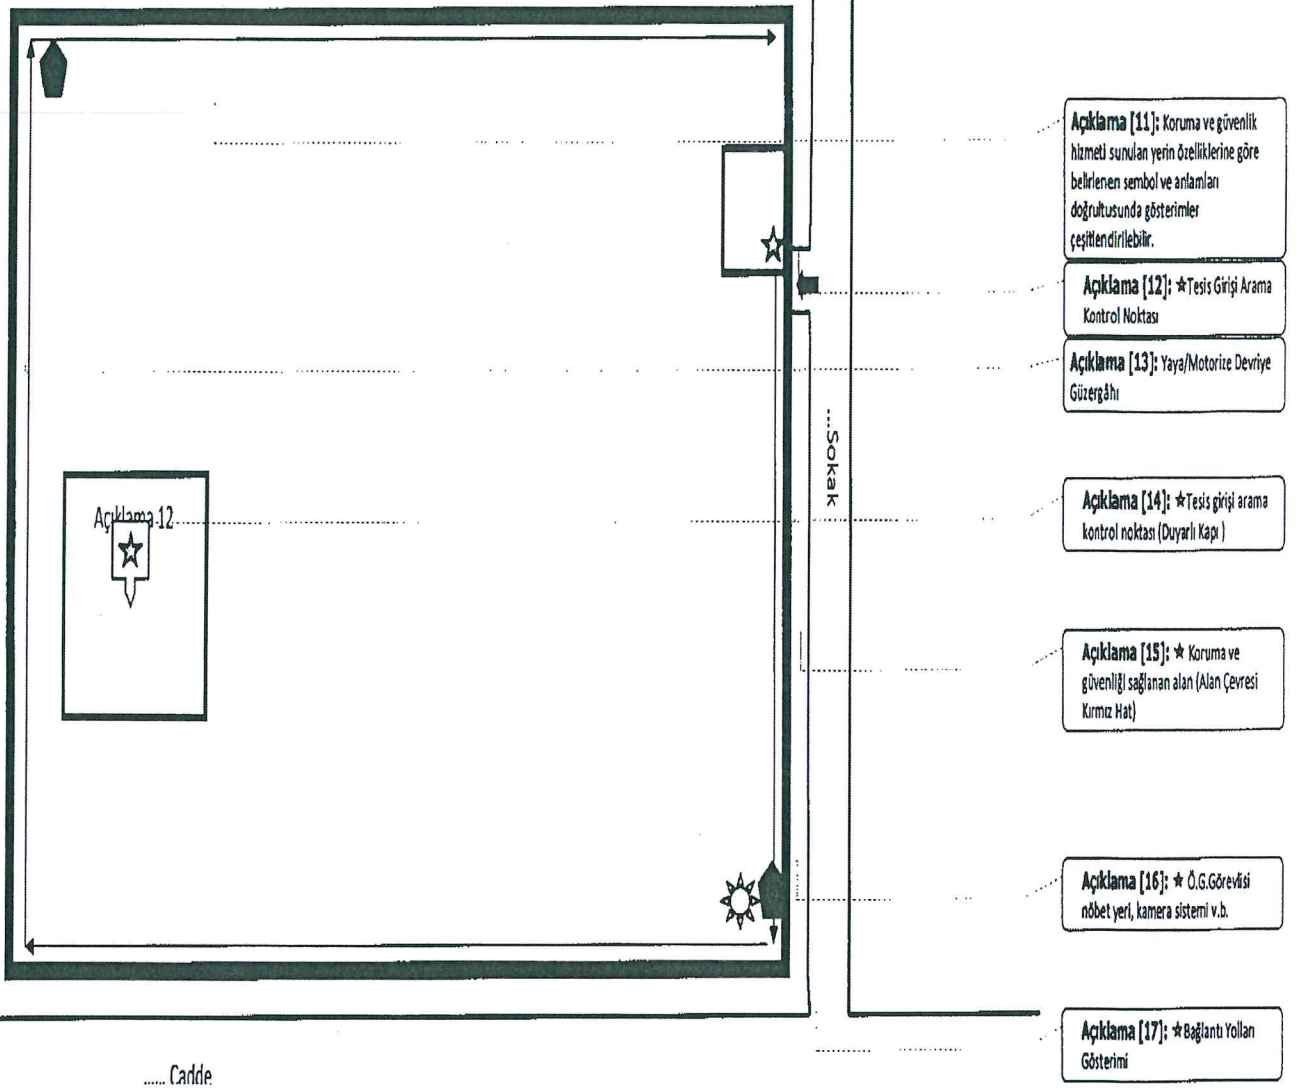 Açıklama [11]: Koruma ve güvenlik
hizmeti sunulan yerin özelliklerine göre
belirlenen sembol ve anlamları
doğrultusunda gösterimler
çeşitlendirilebilir.
Açıklama [12]: ★Tesis Girişi Arama
Kontrol Noktası
Açıklama [13]: Yaya/Motorize Devriye
Güzergâhı
...Sokak
Açıklama 12
Açıklama [14]: ★Tesis girişi arama
kontrol noktası (Duyarlı Kapı )
Açıklama [15]: ★ Koruma ve
güvenliği sağlanan alan (Alan Çevresi
Kırmız Hat)
Açıklama [16]: ★ Ö.G.Görevlisi
nöbet yeri, kamera sistemi v.b.
Açıklama [17]: ★Bağlantı Yolları
Gösterimi
...... Cadde